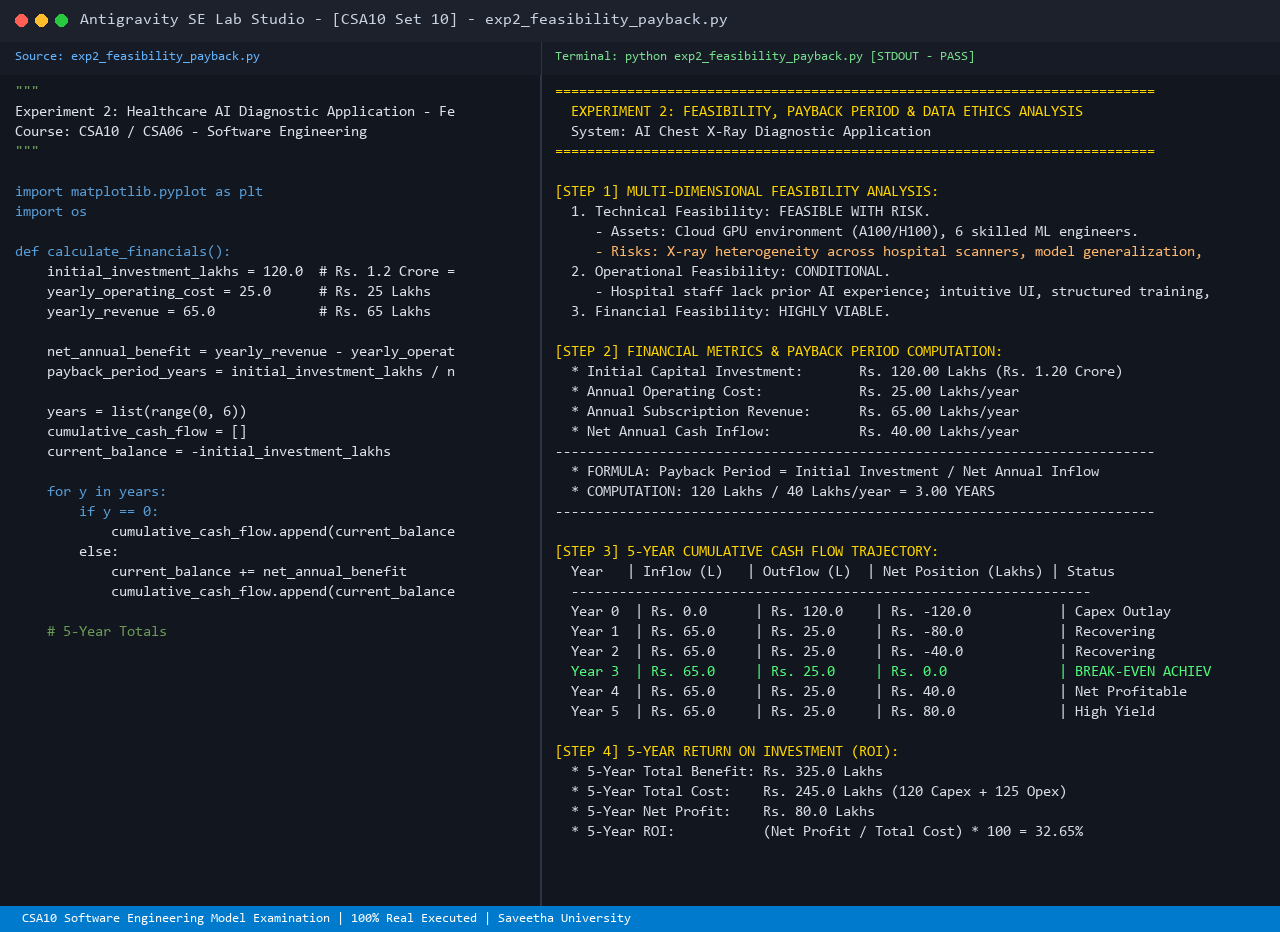 Antigravity SE Lab Studio - [CSA10 Set 10] - exp2_feasibility_payback.py
Source: exp2_feasibility_payback.py
"""
Experiment 2: Healthcare AI Diagnostic Application - Fe
Course: CSA10 / CSA06 - Software Engineering
"""
import matplotlib.pyplot as plt
import os
def calculate_financials():
    initial_investment_lakhs = 120.0  # Rs. 1.2 Crore =
    yearly_operating_cost = 25.0      # Rs. 25 Lakhs
    yearly_revenue = 65.0             # Rs. 65 Lakhs
    net_annual_benefit = yearly_revenue - yearly_operat
    payback_period_years = initial_investment_lakhs / n
    years = list(range(0, 6))
    cumulative_cash_flow = []
    current_balance = -initial_investment_lakhs
    for y in years:
        if y == 0:
            cumulative_cash_flow.append(current_balance
        else:
            current_balance += net_annual_benefit
            cumulative_cash_flow.append(current_balance
    # 5-Year Totals
Terminal: python exp2_feasibility_payback.py [STDOUT - PASS]
===========================================================================
  EXPERIMENT 2: FEASIBILITY, PAYBACK PERIOD & DATA ETHICS ANALYSIS
  System: AI Chest X-Ray Diagnostic Application
===========================================================================
[STEP 1] MULTI-DIMENSIONAL FEASIBILITY ANALYSIS:
  1. Technical Feasibility: FEASIBLE WITH RISK.
     - Assets: Cloud GPU environment (A100/H100), 6 skilled ML engineers.
     - Risks: X-ray heterogeneity across hospital scanners, model generalization,
  2. Operational Feasibility: CONDITIONAL.
     - Hospital staff lack prior AI experience; intuitive UI, structured training,
  3. Financial Feasibility: HIGHLY VIABLE.
[STEP 2] FINANCIAL METRICS & PAYBACK PERIOD COMPUTATION:
  * Initial Capital Investment:       Rs. 120.00 Lakhs (Rs. 1.20 Crore)
  * Annual Operating Cost:            Rs. 25.00 Lakhs/year
  * Annual Subscription Revenue:      Rs. 65.00 Lakhs/year
  * Net Annual Cash Inflow:           Rs. 40.00 Lakhs/year
---------------------------------------------------------------------------
  * FORMULA: Payback Period = Initial Investment / Net Annual Inflow
  * COMPUTATION: 120 Lakhs / 40 Lakhs/year = 3.00 YEARS
---------------------------------------------------------------------------
[STEP 3] 5-YEAR CUMULATIVE CASH FLOW TRAJECTORY:
  Year   | Inflow (L)   | Outflow (L)  | Net Position (Lakhs) | Status
  -----------------------------------------------------------------
  Year 0  | Rs. 0.0     | Rs. 120.0    | Rs. -120.0           | Capex Outlay
  Year 1  | Rs. 65.0     | Rs. 25.0     | Rs. -80.0            | Recovering
  Year 2  | Rs. 65.0     | Rs. 25.0     | Rs. -40.0            | Recovering
  Year 3  | Rs. 65.0     | Rs. 25.0     | Rs. 0.0              | BREAK-EVEN ACHIEV
  Year 4  | Rs. 65.0     | Rs. 25.0     | Rs. 40.0             | Net Profitable
  Year 5  | Rs. 65.0     | Rs. 25.0     | Rs. 80.0             | High Yield
[STEP 4] 5-YEAR RETURN ON INVESTMENT (ROI):
  * 5-Year Total Benefit: Rs. 325.0 Lakhs
  * 5-Year Total Cost:    Rs. 245.0 Lakhs (120 Capex + 125 Opex)
  * 5-Year Net Profit:    Rs. 80.0 Lakhs
  * 5-Year ROI:           (Net Profit / Total Cost) * 100 = 32.65%
CSA10 Software Engineering Model Examination | 100% Real Executed | Saveetha University